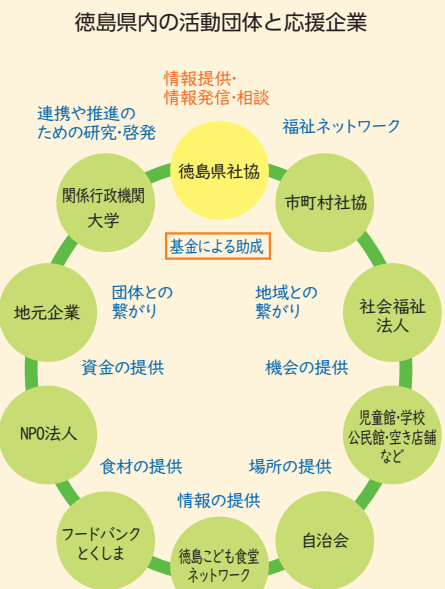 徳島県内の活動団体と応援企業
情報提供・
情報発信・相談
連携や推進の
ための研究・啓発
福祉ネットワーク
徳島県社協
関係行政機関
大学
市町村社協
基金による助成
地元企業
団体との
繋がり
地域との
繋がり
社会福祉
法人
資金の提供
機会の提供
NPO法人
児童館・学校
公民館・空き店舗
など
食材の提供
場所の提供
情報の提供
フードバンク
とくしま
徳島こども食堂
ネットワーク
自治会